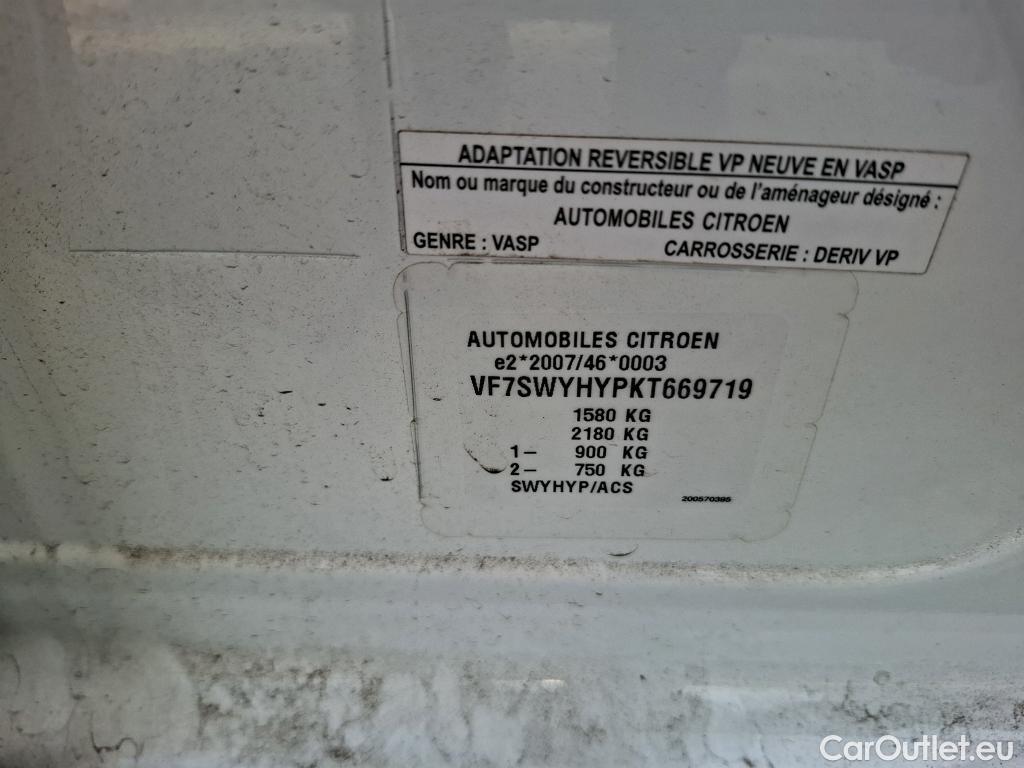 ADAPTATION REVERSIBLE VP NEUVE EN VASP
Nom ou marque du constructeur ou de l'aménageur désigné :
AUTOMOBILES CITROEN
GENRE : VASP CARROSSERIE : DERIV VP
AUTOMOBILES CITROEN
e2*2007/46*0003
VF7SWYHYPKT669719
1580 KG
2180 KG
1- 900 KG
2- 750 KG
SWYHYP/ACS
200570395
CarOutlet.eu